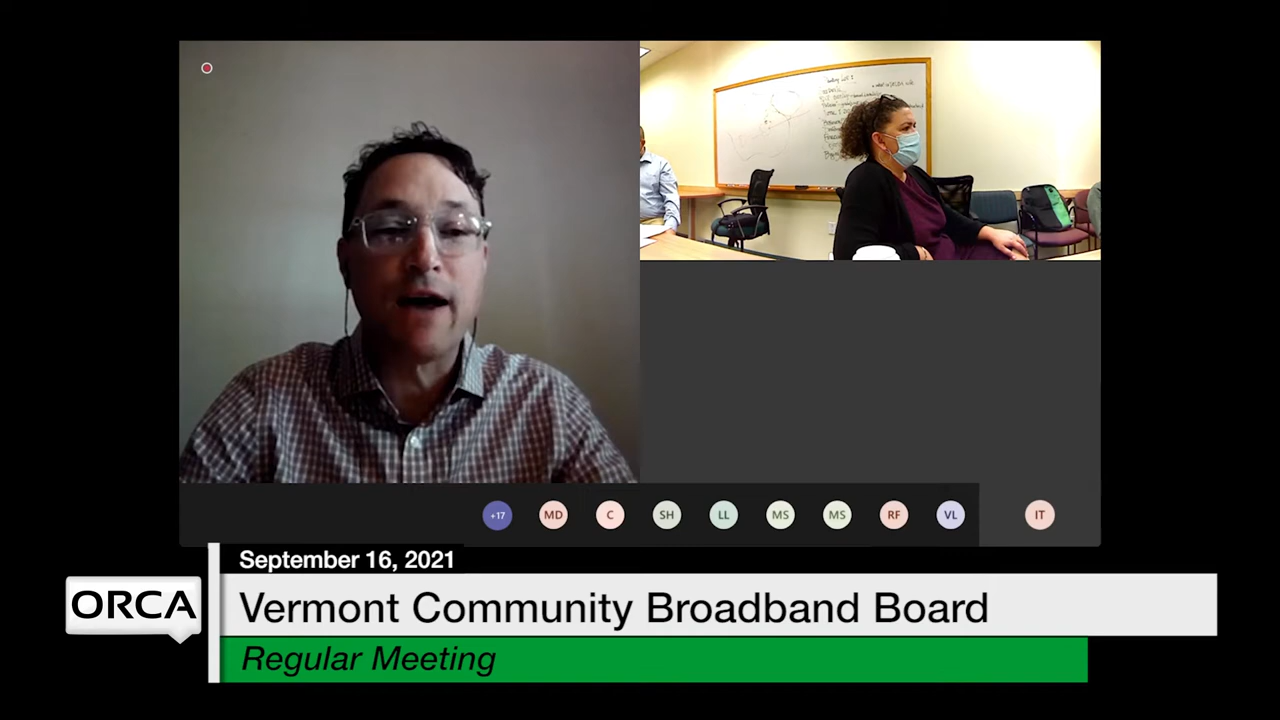 +17 MD C SH LL MS MS RF VL IT
September 16, 2021
ORCA
Vermont Community Broadband Board
Regular Meeting